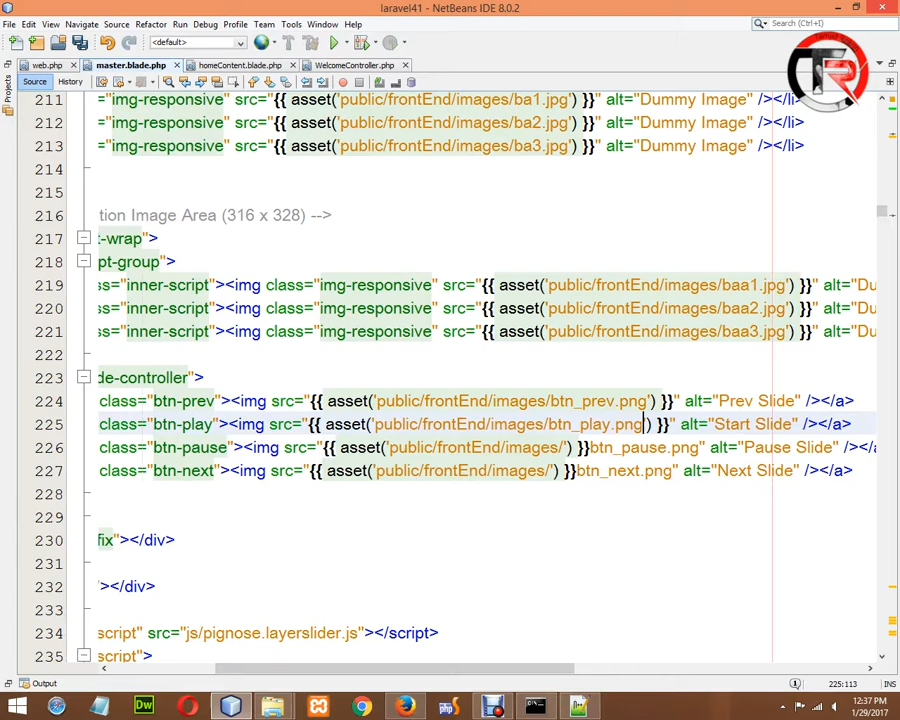 laravel41 - NetBeans IDE 8.0.2
File Edit View Navigate Source Refactor Run Debug Profile Team Tools Window Help
<default>
Search (Ctrl+I)
web.php master.blade.php homeContent.blade.php WelcomeController.php
Source History
Projects
211 ="img-responsive" src="{{ asset('public/frontEnd/images/ba1.jpg') }}" alt="Dummy Image" /></li>
212 ="img-responsive" src="{{ asset('public/frontEnd/images/ba2.jpg') }}" alt="Dummy Image" /></li>
213 ="img-responsive" src="{{ asset('public/frontEnd/images/ba3.jpg') }}" alt="Dummy Image" /></li>
214
215
216 tion Image Area (316 x 328) -->
217 t-wrap">
218 pt-group">
219 ss="inner-script"><img class="img-responsive" src="{{ asset('public/frontEnd/images/baa1.jpg') }}" alt="Du
220 ss="inner-script"><img class="img-responsive" src="{{ asset('public/frontEnd/images/baa2.jpg') }}" alt="Du
221 ss="inner-script"><img class="img-responsive" src="{{ asset('public/frontEnd/images/baa3.jpg') }}" alt="Du
222
223 de-controller">
224 class="btn-prev"><img src="{{ asset('public/frontEnd/images/btn_prev.png') }}" alt="Prev Slide" /></a>
225 class="btn-play"><img src="{{ asset('public/frontEnd/images/btn_play.png') }}" alt="Start Slide" /></a>
226 class="btn-pause"><img src="{{ asset('public/frontEnd/images/') }}btn_pause.png" alt="Pause Slide" /></a
227 class="btn-next"><img src="{{ asset('public/frontEnd/images/') }}btn_next.png" alt="Next Slide" /></a>
228
229
230 fix"></div>
231
232 "></div>
233
234 script" src="js/pignose.layerslider.js"></script>
235 script">
Output
225:113 INS
12:37 PM
1/29/2017